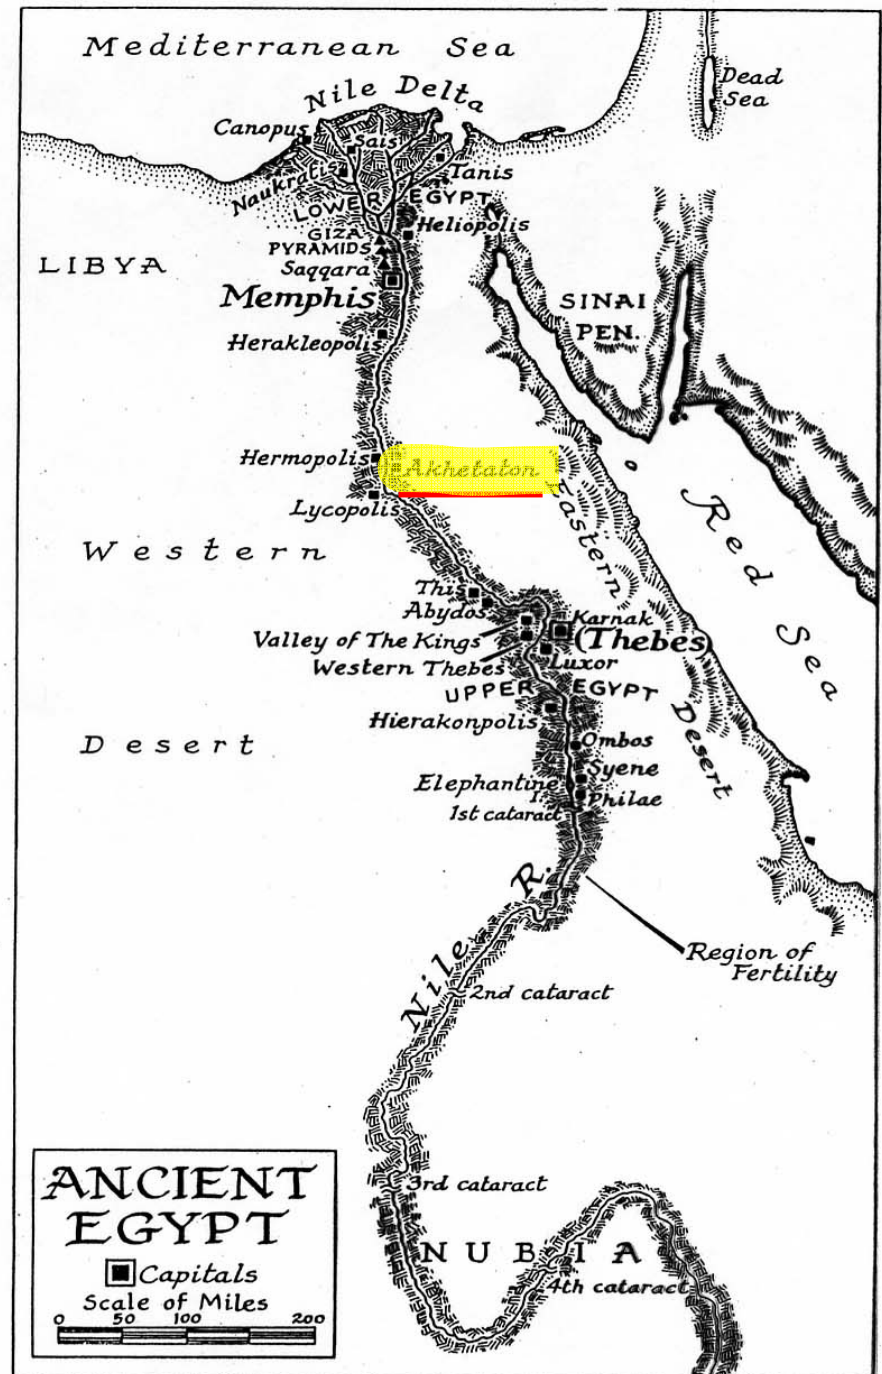 Mediterranean Sea
Nile Delta
Dead
Sea
Canopus
Sais
Naukratis
Tanis
LOWER EGYPT
GIZA
PYRAMIDS
Heliopolis
Saqqara
LIBYA
Memphis
SINAI
PEN.
Herakleopolis
Hermopolis
Akhetaton
Lycopolis
Eastern Desert
Red Sea
Western
Desert
This
Abydos
Karnak
Valley of The Kings
(Thebes)
Western Thebes
Luxor
UPPER EGYPT
Hierakonpolis
Ombos
Syene
Elephantine
I.
Philae
1st cataract
Nile R.
Region of
Fertility
2nd cataract
3rd cataract
NUBIA
4th cataract
ANCIENT
EGYPT
Capitals
Scale of Miles
0 50 100 200